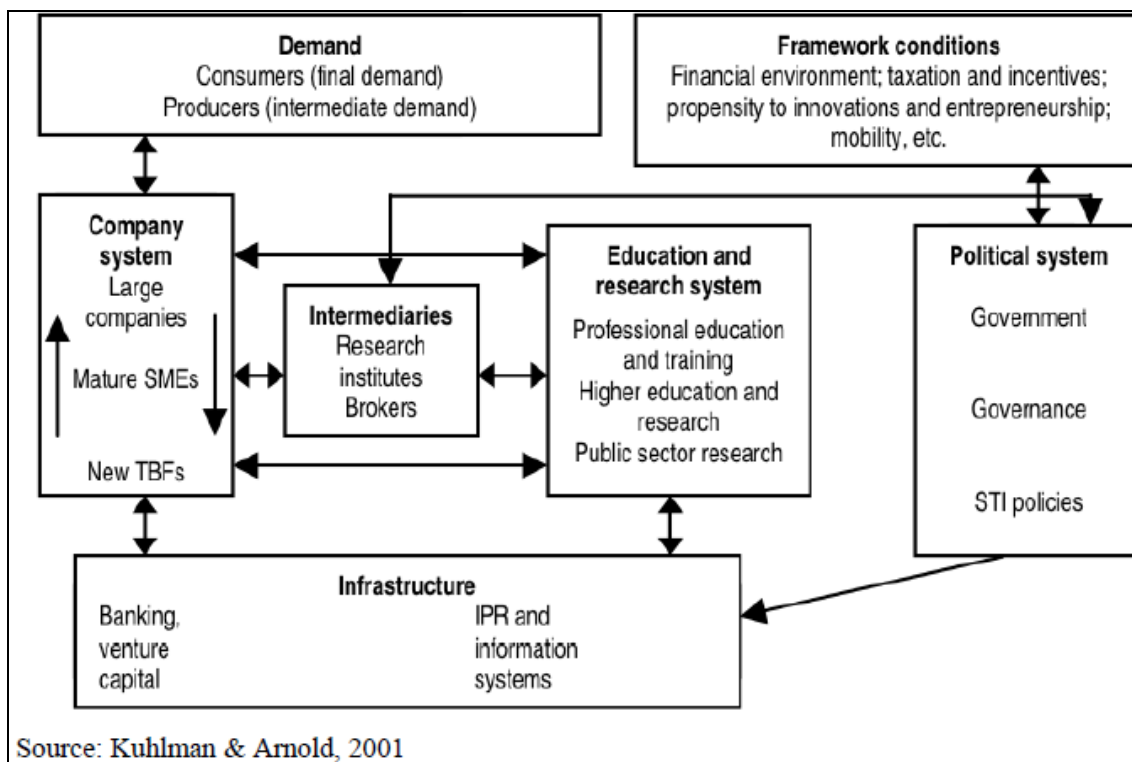 Demand
Consumers (final demand)
Producers (intermediate demand)
Framework conditions
Financial environment; taxation and incentives;
propensity to innovations and entrepreneurship;
mobility, etc.
Company
system
Large
companies
Mature SMEs
New TBFs
Intermediaries
Research
institutes
Brokers
Education and
research system
Professional education
and training
Higher education and
research
Public sector research
Political system
Government
Governance
STI policies
Infrastructure
Banking,
venture
capital
IPR and
information
systems
Source: Kuhlman & Arnold, 2001